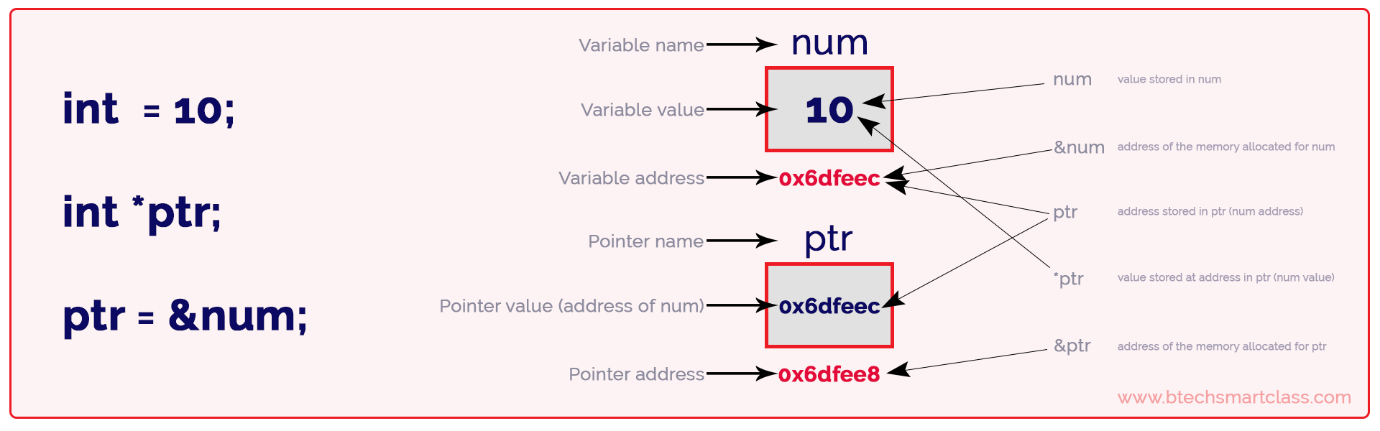 int  = 10;
int *ptr;
ptr = &num;
Variable name
num
Variable value
10
Variable address
0x6dfeec
Pointer name
ptr
Pointer value (address of num)
0x6dfeec
Pointer address
0x6dfee8
num value stored in num
&num address of the memory allocated for num
ptr address stored in ptr (num address)
*ptr value stored at address in ptr (num value)
&ptr address of the memory allocated for ptr
www.btechsmartclass.com